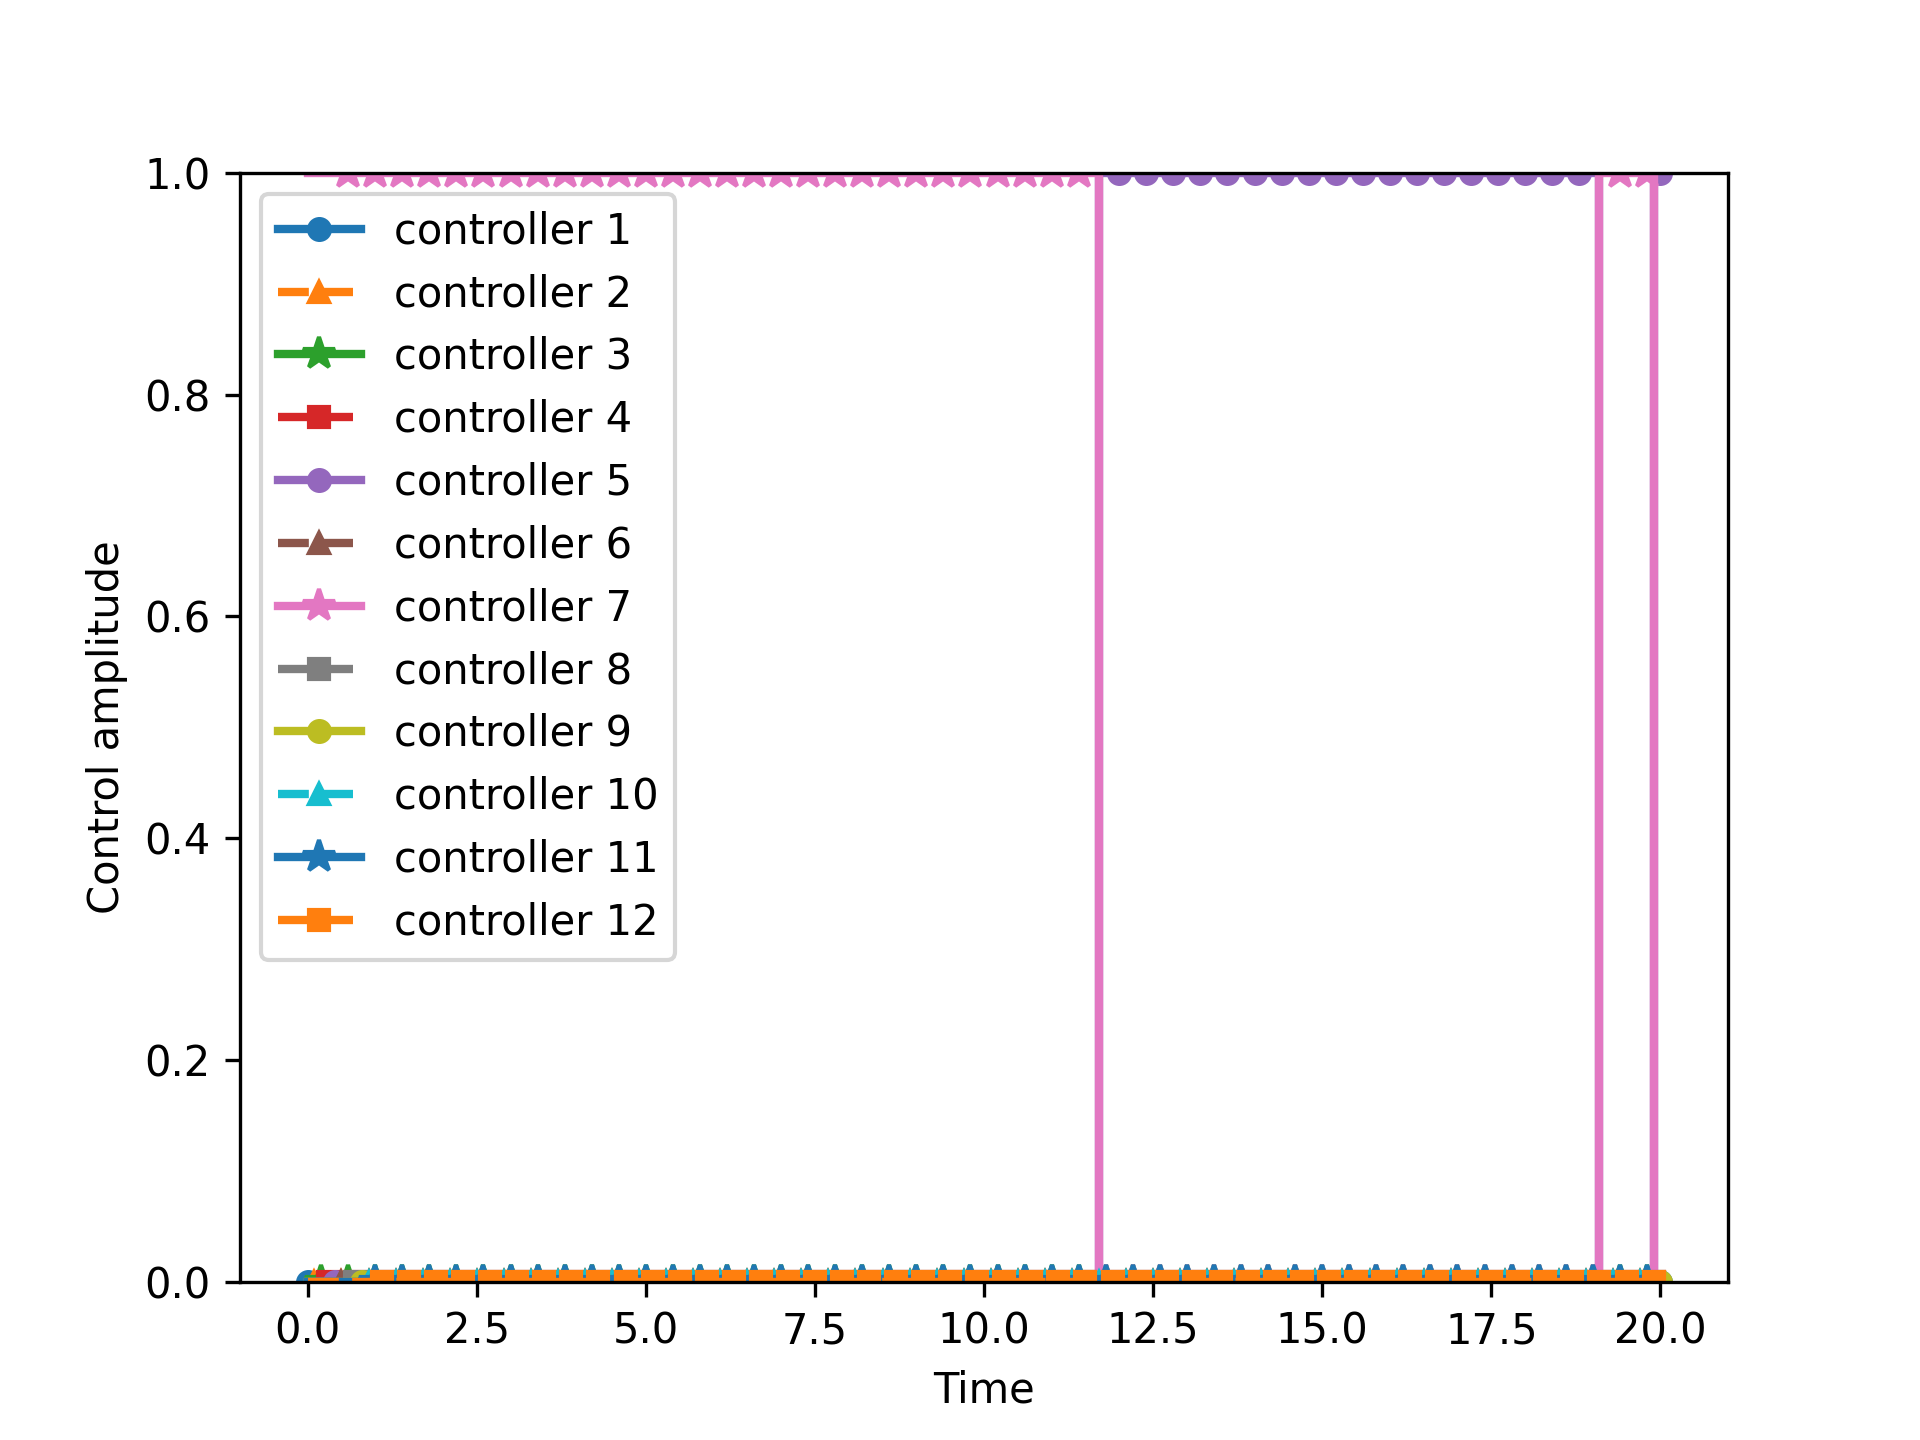 1.0
0.8
0.6
0.4
0.2
0.0
Control amplitude
controller 1
controller 2
controller 3
controller 4
controller 5
controller 6
controller 7
controller 8
controller 9
controller 10
controller 11
controller 12
0.0 2.5 5.0 7.5 10.0 12.5 15.0 17.5 20.0
Time